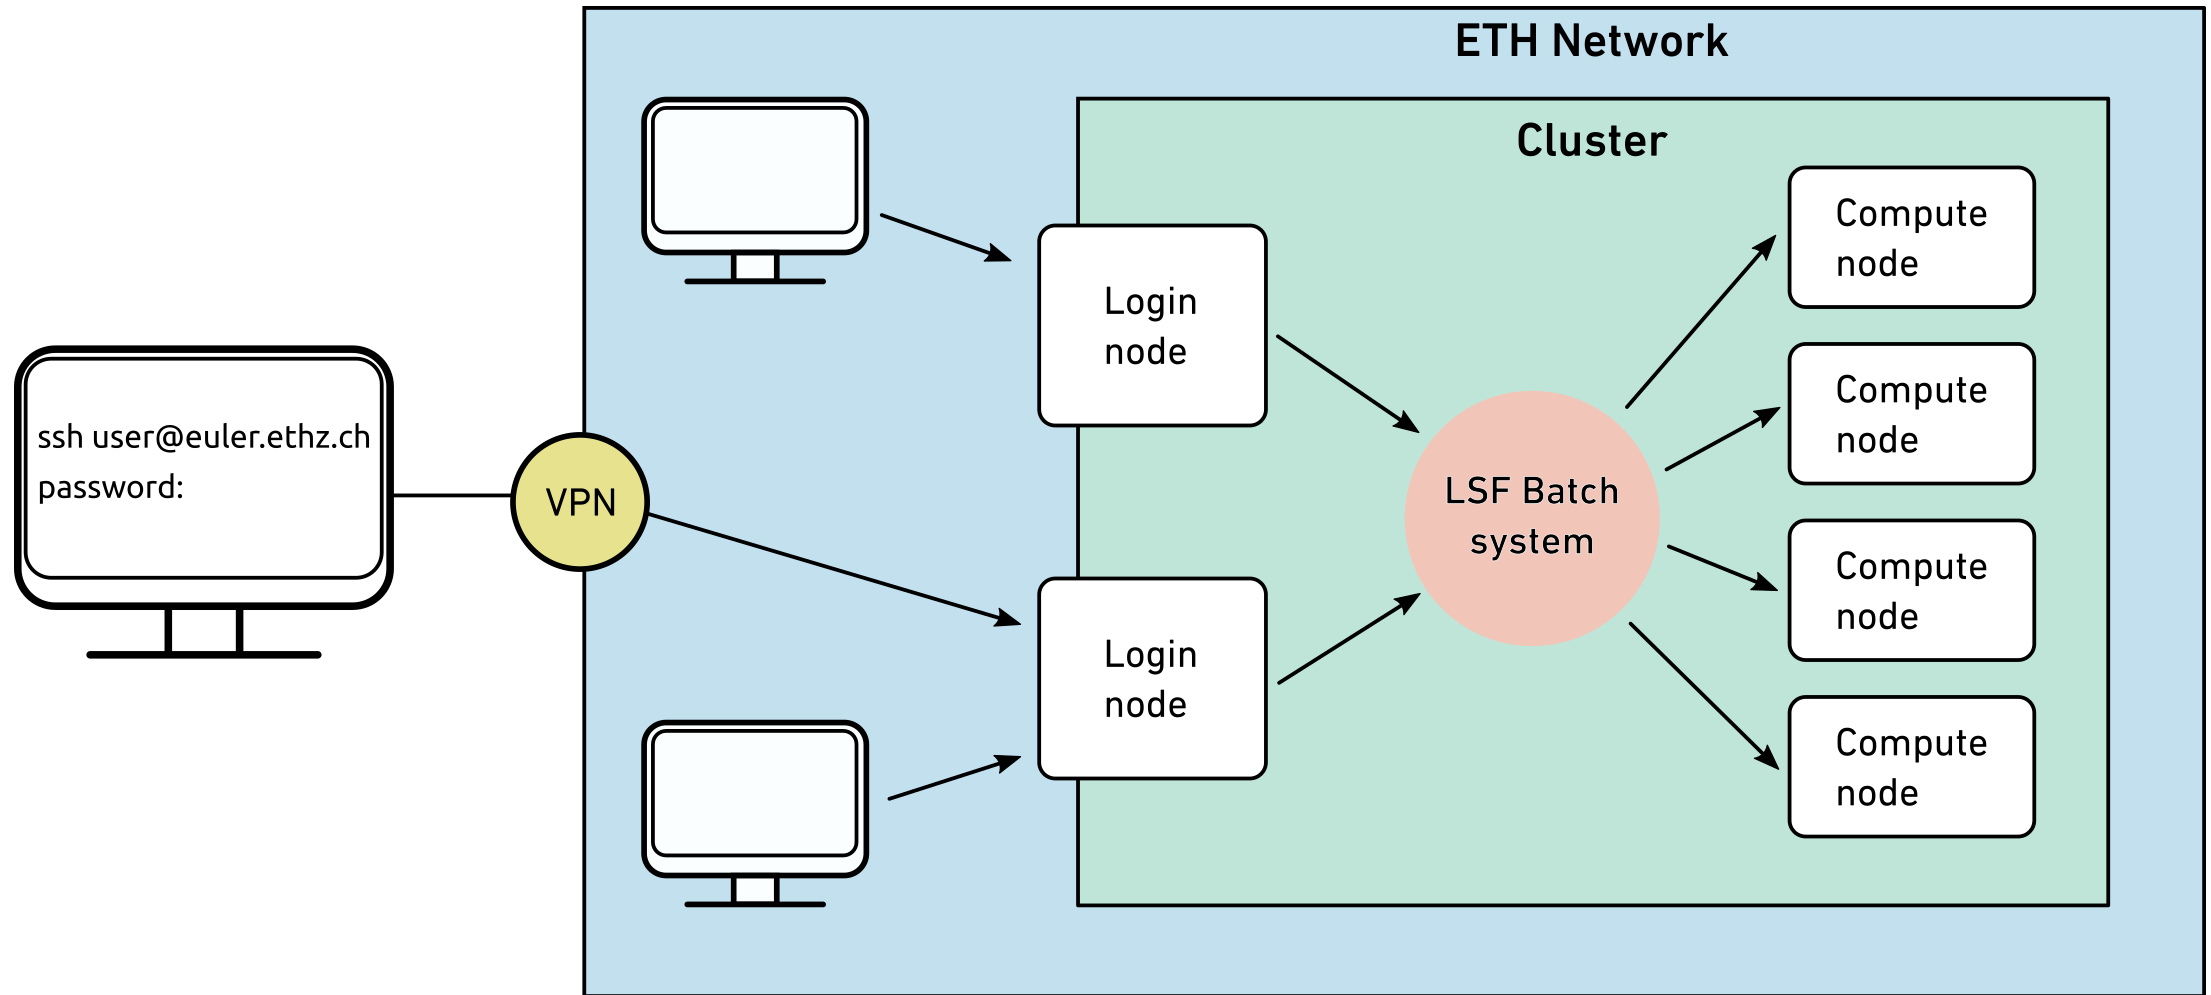 ETH Network
Cluster
ssh user@euler.ethz.ch
password:
VPN
Login
node
Login
node
LSF Batch
system
Compute
node
Compute
node
Compute
node
Compute
node